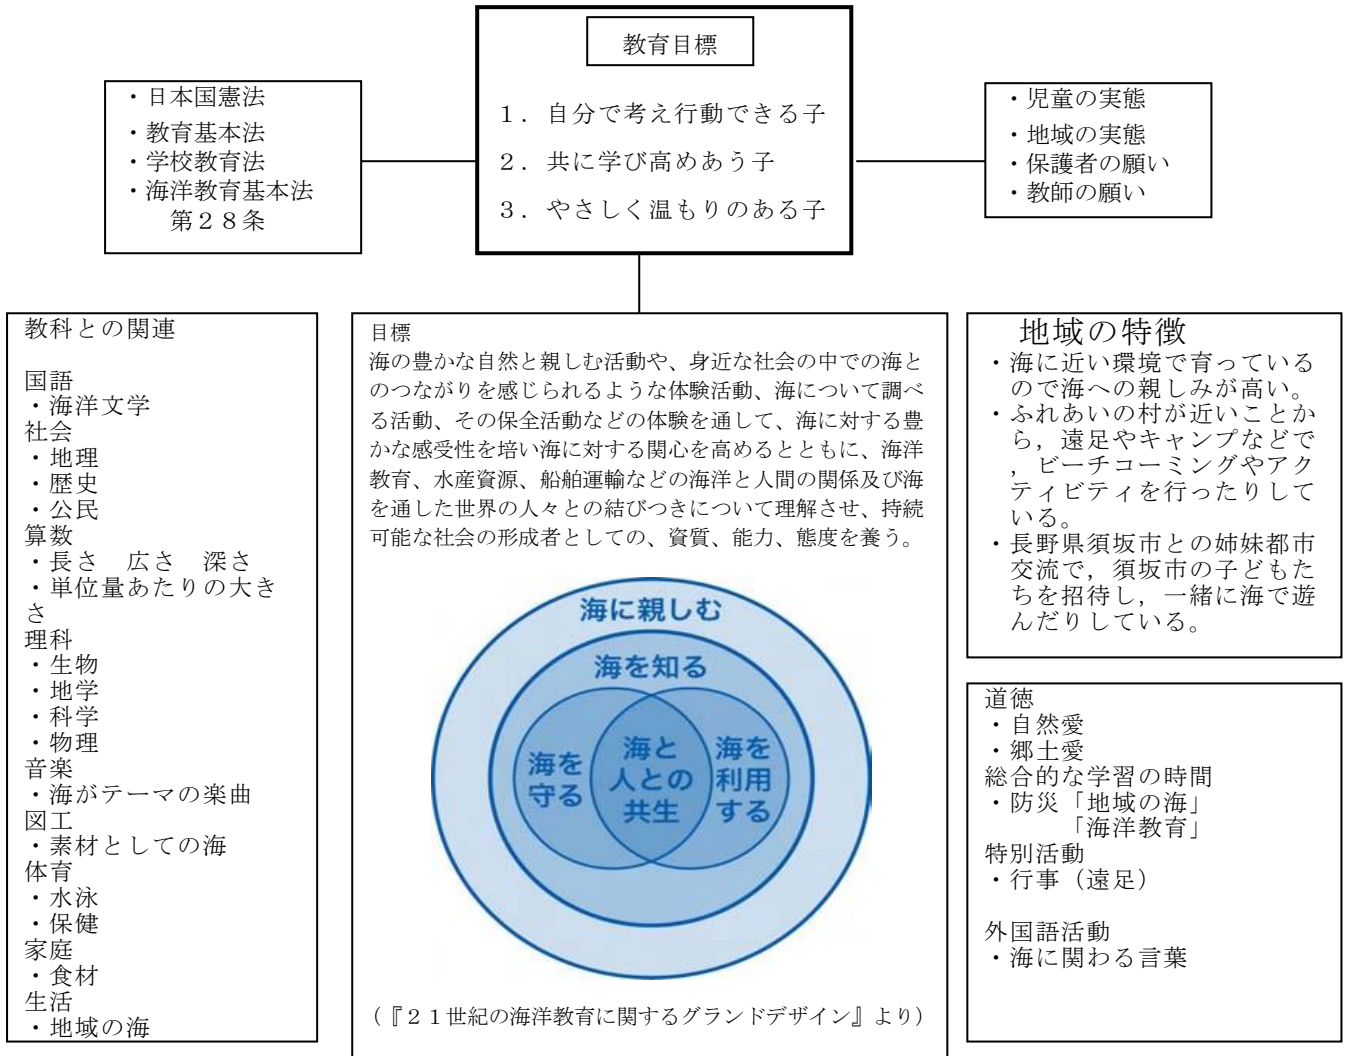 教育目標
1．自分で考え行動できる子
2．共に学び高めあう子
3．やさしく温もりのある子
・日本国憲法
・教育基本法
・学校教育法
・海洋教育基本法
第２８条
・児童の実態
・地域の実態
・保護者の願い
・教師の願い
教科との関連
国語
・海洋文学
社会
・地理
・歴史
・公民
算数
・長さ　広さ　深さ
・単位量あたりの大き
さ
理科
・生物
・地学
・科学
・物理
音楽
・海がテーマの楽曲
図工
・素材としての海
体育
・水泳
・保健
家庭
・食材
生活
・地域の海
目標
海の豊かな自然と親しむ活動や、身近な社会の中での海と
のつながりを感じられるような体験活動、海について調べ
る活動、その保全活動などの体験を通して、海に対する豊
かな感受性を培い海に対する関心を高めるとともに、海洋
教育、水産資源、船舶運輸などの海洋と人間の関係及び海
を通した世界の人々との結びつきについて理解させ、持続
可能な社会の形成者としての、資質、能力、態度を養う。
海に親しむ
海を知る
海を
守る
海と
人との
共生
海を
利用
する
（『２１世紀の海洋教育に関するグランドデザイン』より）
地域の特徴
・海に近い環境で育っている
ので海への親しみが高い。
・ふれあいの村が近いことか
ら，遠足やキャンプなどで
，ビーチコーミングやアク
ティビティを行ったりして
いる。
・長野県須坂市との姉妹都市
交流で，須坂市の子どもた
ちを招待し，一緒に海で遊
んだりしている。
道徳
・自然愛
・郷土愛
総合的な学習の時間
・防災「地域の海」
「海洋教育」
特別活動
・行事（遠足）
外国語活動
・海に関わる言葉